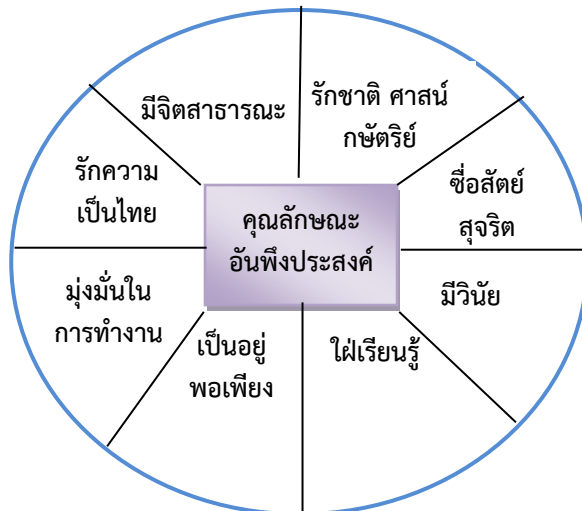 คุณลักษณะ
อันพึงประสงค์
รักชาติ ศาสน์
กษัตริย์
ซื่อสัตย์
สุจริต
มีวินัย
ใฝ่เรียนรู้
เป็นอยู่
พอเพียง
มุ่งมั่นใน
การทำงาน
รักความ
เป็นไทย
มีจิตสาธารณะ